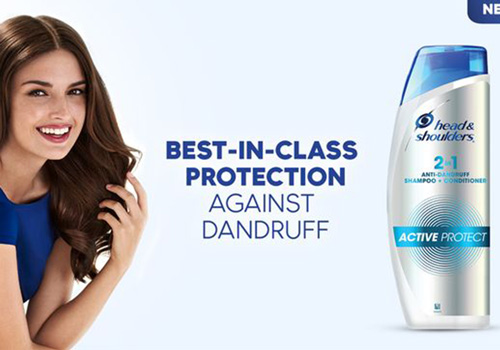 NE
BEST-IN-CLASS
PROTECTION
AGAINST
DANDRUFF
head&
shoulders
2in1
ANTI-DANDRUFF
SHAMPOO + CONDITIONER
ACTIVE PROTECT